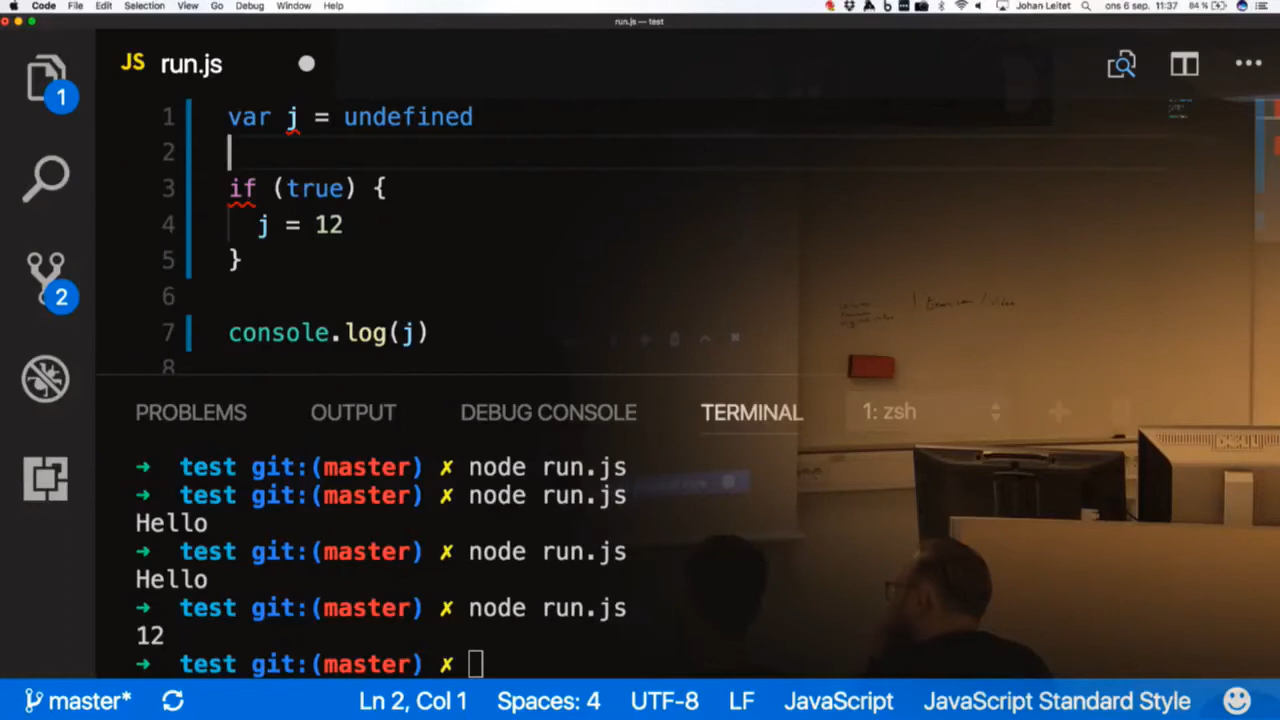 Code File Edit Selection View Go Debug Window Help Johan Leitet ons 6 sep. 11:37 84 %
run.js — test
JS run.js
1 var j = undefined
2
3 if (true) {
4 j = 12
5 }
6
7 console.log(j)
8
PROBLEMS OUTPUT DEBUG CONSOLE TERMINAL 1: zsh
➜ test git:(master) ✗ node run.js
➜ test git:(master) ✗ node run.js
Hello
➜ test git:(master) ✗ node run.js
Hello
➜ test git:(master) ✗ node run.js
12
➜ test git:(master) ✗
1
2
DELL
master* Ln 2, Col 1 Spaces: 4 UTF-8 LF JavaScript JavaScript Standard Style